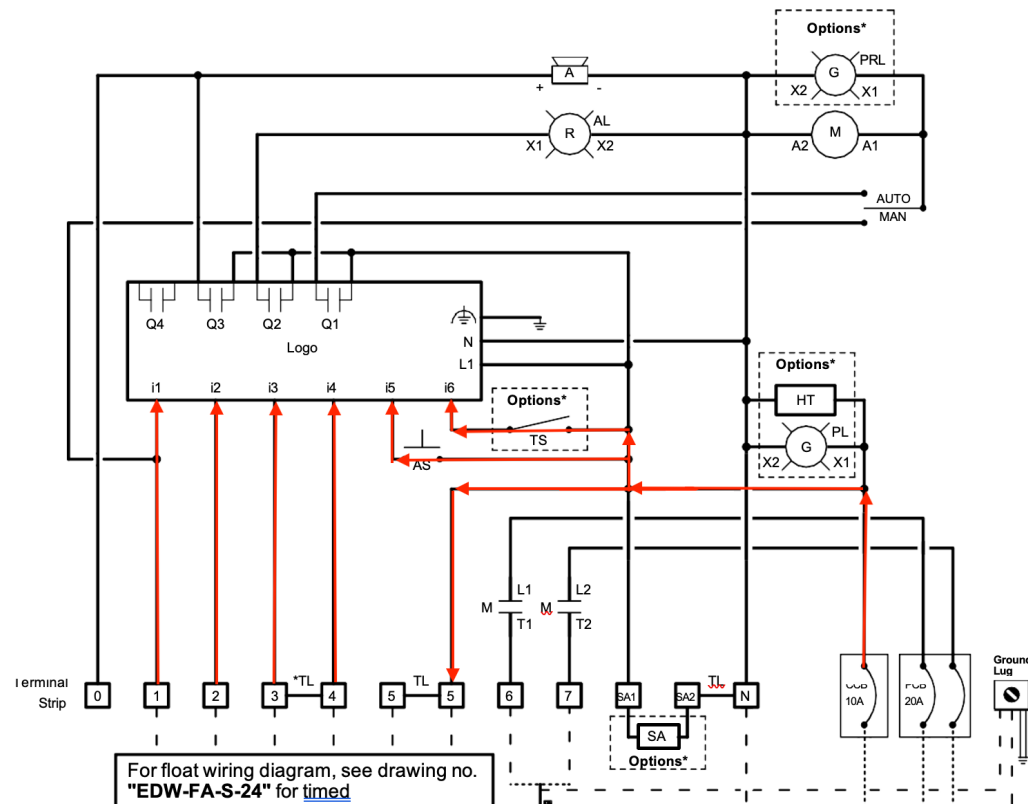 Options*
G
PRL
X2
X1
A
+
-
R
AL
X1
X2
M
A2
A1
AUTO
MAN
Q4
Q3
Q2
Q1
Logo
N
L1
i1
i2
i3
i4
i5
i6
Options*
TS
AS
Options*
HT
PL
G
X2
X1
M
L1
T1
M
L2
T2
Terminal
Strip
0
1
2
3
*TL
4
5
TL
5
6
7
SA1
SA2
TL
N
SA
Options*
10A
20A
Ground
Lug
For float wiring diagram, see drawing no.
"EDW-FA-S-24" for timed